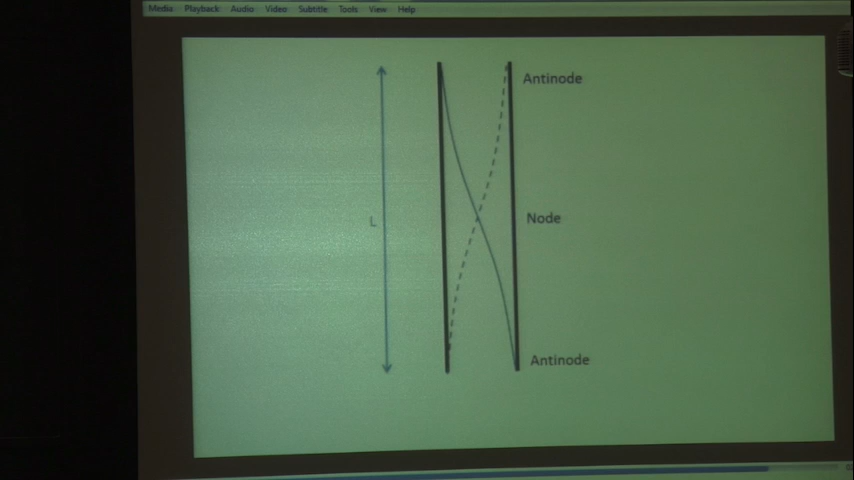 Media Playback Audio Video Subtitle Tools View Help
Antinode
L
Node
Antinode